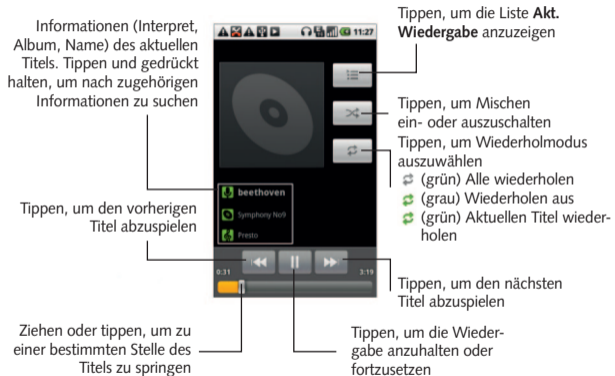 Informationen (Interpret,
Album, Name) des aktuellen
Titels. Tippen und gedrückt
halten, um nach zugehörigen
Informationen zu suchen
Tippen, um den vorherigen
Titel abzuspielen
Ziehen oder tippen, um zu
einer bestimmten Stelle des
Titels zu springen
11:27
beethoven
Symphony No9
Presto
0:31
3:19
Tippen, um die Liste Akt.
Wiedergabe anzuzeigen
Tippen, um Mischen
ein- oder auszuschalten
Tippen, um Wiederholmodus
auszuwählen
(grün) Alle wiederholen
(grau) Wiederholen aus
(grün) Aktuellen Titel wieder-
holen
Tippen, um den nächsten
Titel abzuspielen
Tippen, um die Wieder-
gabe anzuhalten oder
fortzusetzen